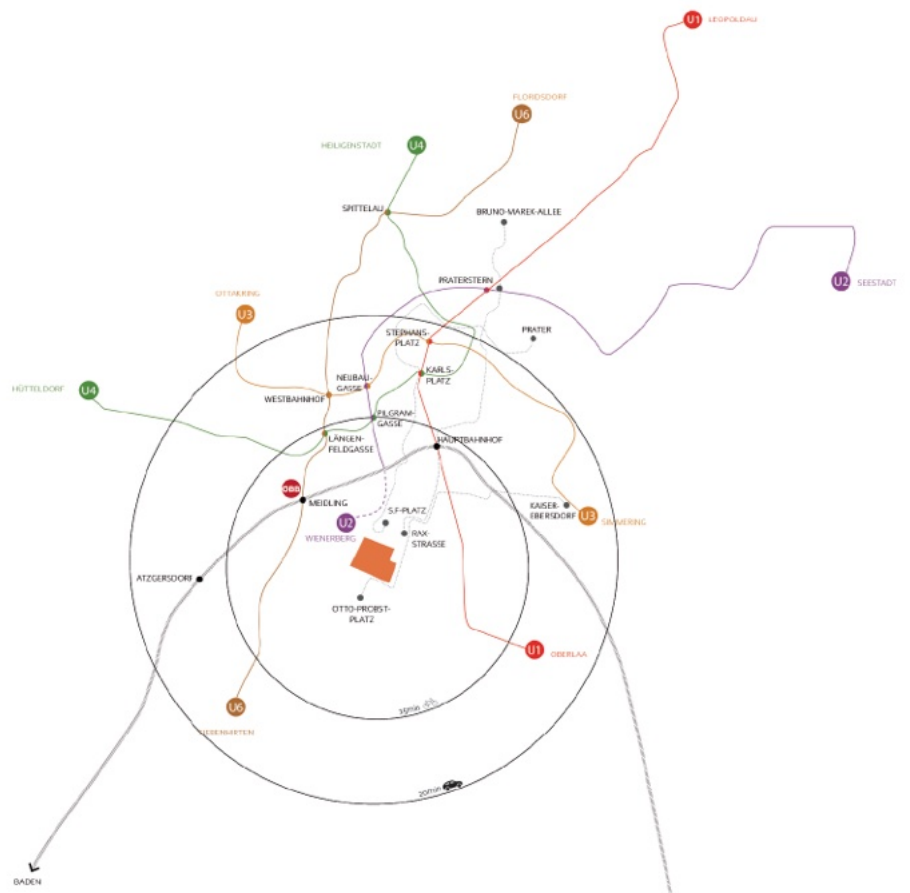 U1 LEOPOLDAU
FLORIDSDORF
U6
HEILIGENSTADT U4
SPITTELAU
BRUNO-MAREK-ALLEE
PRATERSTERN
U2 SEESTADT
OTTAKRING
U3
STEPHANS-
PLATZ
PRATER
KARLS-
PLATZ
NEUBAU-
GASSE
HÜTTELDORF U4
WESTBAHNHOF
PILGRAM-
GASSE
LÄNGEN-
FELDGASSE
HAUPTBAHNHOF
ÖBB
MEIDLING
U2
WIENERBERG
S.F-PLATZ
RAX-
STRASSE
KAISER-
EBERSDORF
U3 SIMMERING
ATZGERSDORF
OTTO-PROBST-
PLATZ
U1 OBERLAA
U6
SIEBENHIRTEN
15min
20min
BADEN